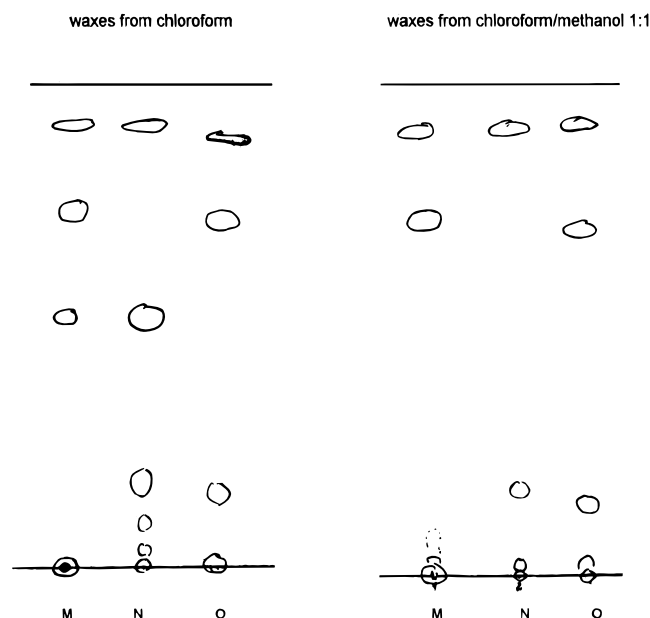 waxes from chloroform
waxes from chloroform/methanol 1:1
M N O
M N O